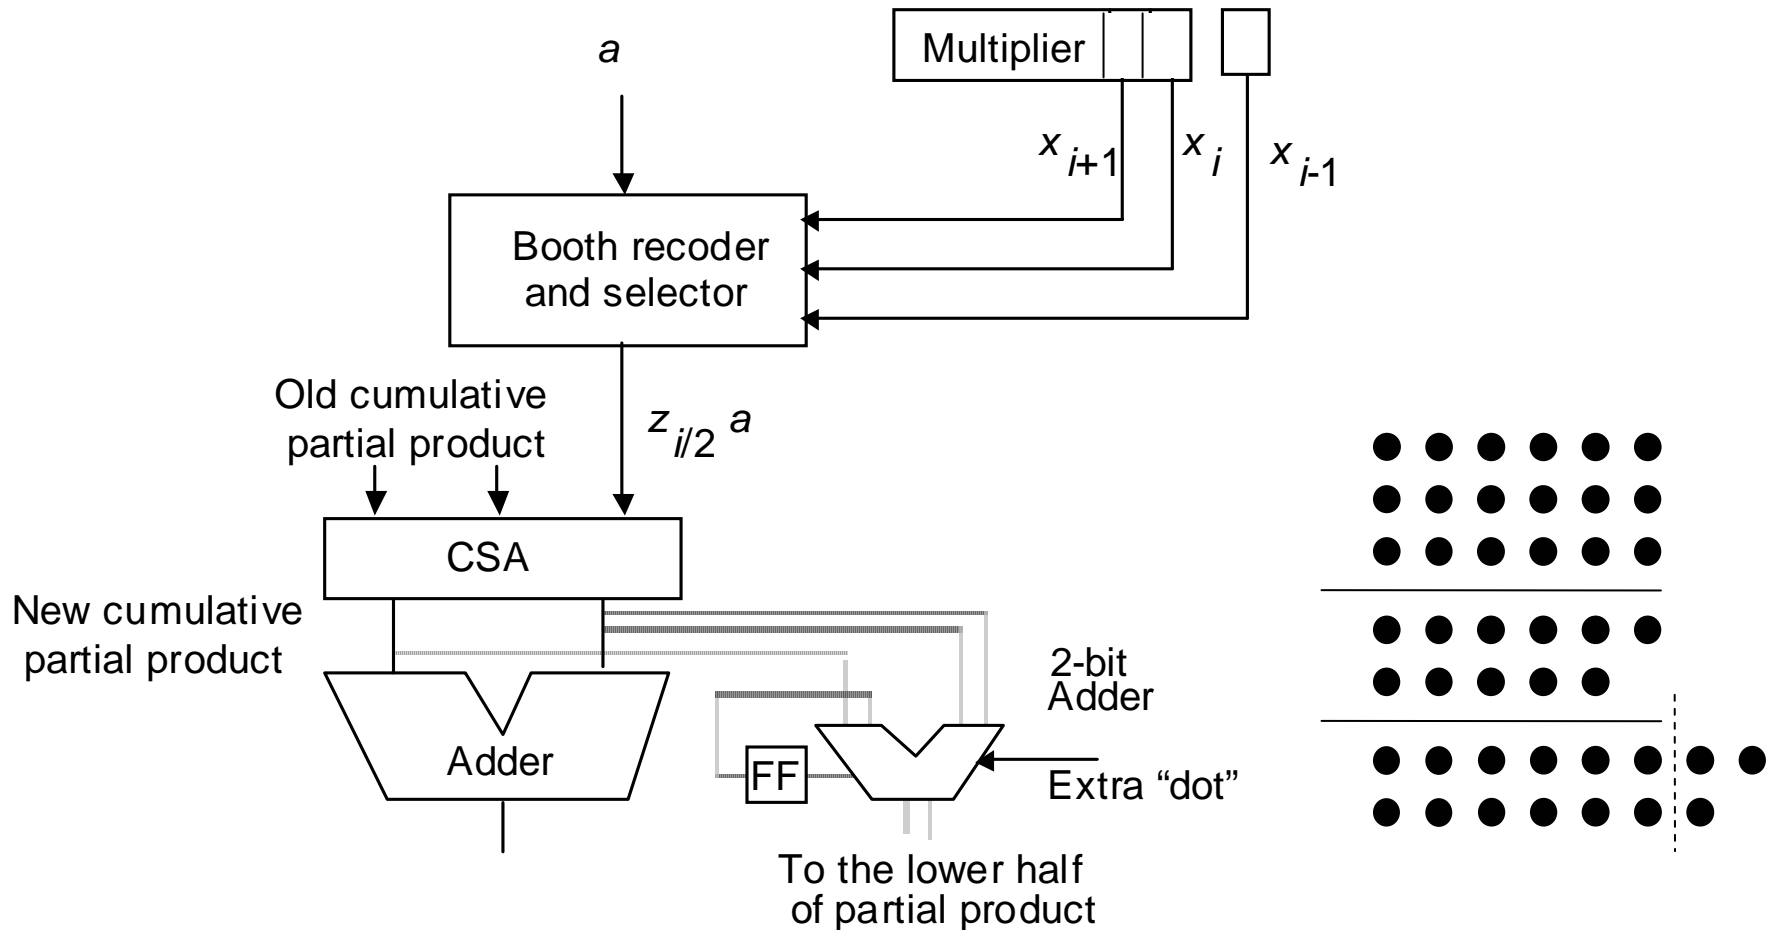 a
Multiplier
x i+1
x i
x i-1
Booth recoder
and selector
Old cumulative
partial product
z i/2 a
CSA
New cumulative
partial product
2-bit
Adder
Adder
FF
Extra “dot”
To the lower half
of partial product